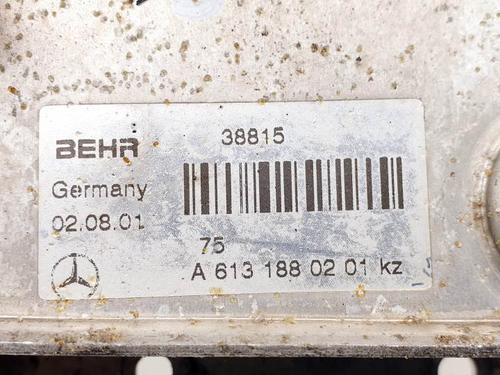 BEHR
38815
Germany
02.08.01
75
A 613 188 02 01 kz